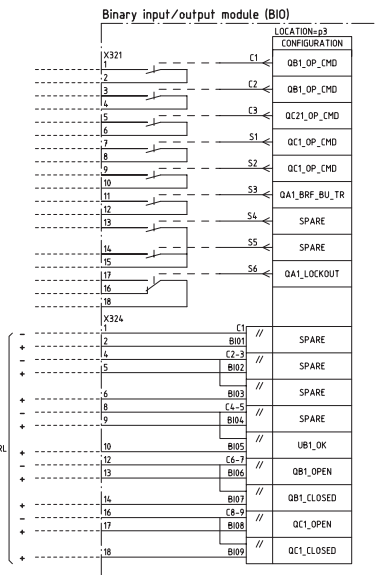 Binary input/output module (BIO)
LOCATION=p3
CONFIGURATION
X321
1 C1 QB1_OP_CMD
2
3 C2 QB1_OP_CMD
4
5 C3 QC21_OP_CMD
6
7 S1 QC1_OP_CMD
8
9 S2 QC1_OP_CMD
10
11 S3 QA1_BRF_BU_TR
12
13 S4 SPARE
14 S5 SPARE
15
17 S6 QA1_LOCKOUT
16
18
X324
- 1 C1 // SPARE
+ 2 BI01
- 4 C2-3 // SPARE
+ 5 BI02
// SPARE
+ 6 BI03
- 8 C4-5 // SPARE
+ 9 BI04
// UB1_OK
RL
+ 10 BI05
- 12 C6-7 // QB1_OPEN
+ 13 BI06
// QB1_CLOSED
+ 14 BI07
- 16 C8-9 // QC1_OPEN
+ 17 BI08
// QC1_CLOSED
+ 18 BI09